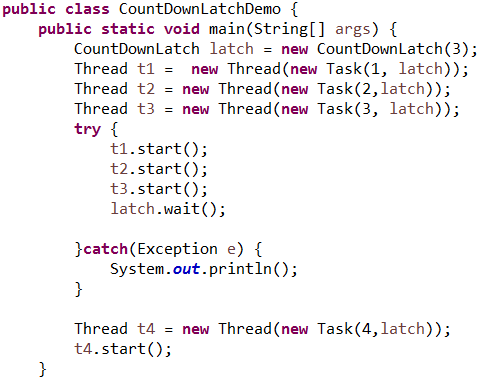 public class CountDownLatchDemo {
public static void main(String[] args) {
CountDownLatch latch = new CountDownLatch(3);
Thread t1 =  new Thread(new Task(1, latch));
Thread t2 = new Thread(new Task(2,latch));
Thread t3 = new Thread(new Task(3, latch));
try {
t1.start();
t2.start();
t3.start();
latch.wait();
}catch(Exception e) {
System.out.println();
}
Thread t4 = new Thread(new Task(4,latch));
t4.start();
}